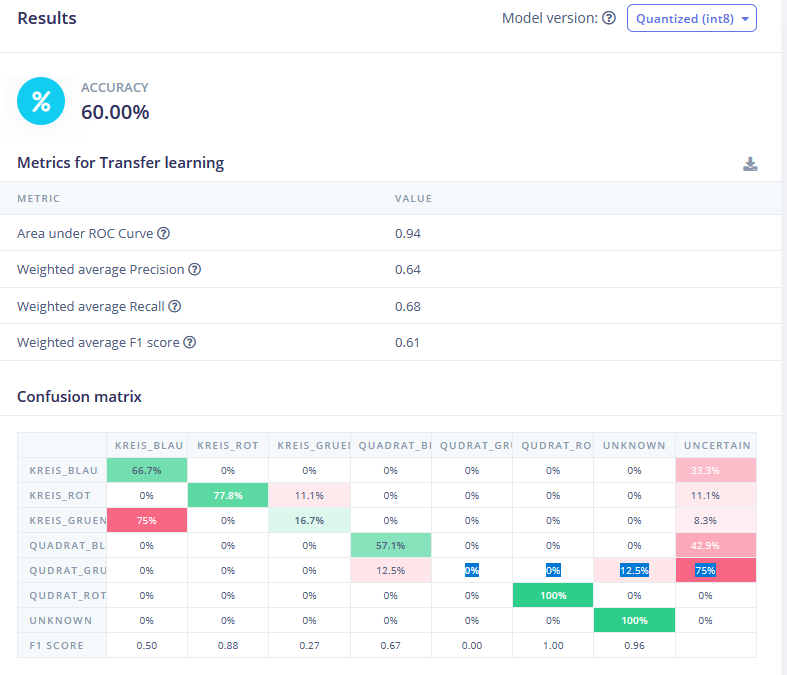 Results
Model version: Quantized (int8)
ACCURACY
60.00%
Metrics for Transfer learning
METRIC VALUE
Area under ROC Curve 0.94
Weighted average Precision 0.64
Weighted average Recall 0.68
Weighted average F1 score 0.61
Confusion matrix
KREIS_BLAU KREIS_ROT KREIS_GRUEN QUADRAT_BL QUDRAT_GRU QUDRAT_RO UNKNOWN UNCERTAIN
KREIS_BLAU 66.7% 0% 0% 0% 0% 0% 0% 33.3%
KREIS_ROT 0% 77.8% 11.1% 0% 0% 0% 0% 11.1%
KREIS_GRUEN 75% 0% 16.7% 0% 0% 0% 0% 8.3%
QUADRAT_BL 0% 0% 0% 57.1% 0% 0% 0% 42.9%
QUDRAT_GRU 0% 0% 0% 12.5% 0% 0% 12.5% 75%
QUDRAT_ROT 0% 0% 0% 0% 0% 100% 0% 0%
UNKNOWN 0% 0% 0% 0% 0% 0% 100% 0%
F1 SCORE 0.50 0.88 0.27 0.67 0.00 1.00 0.96